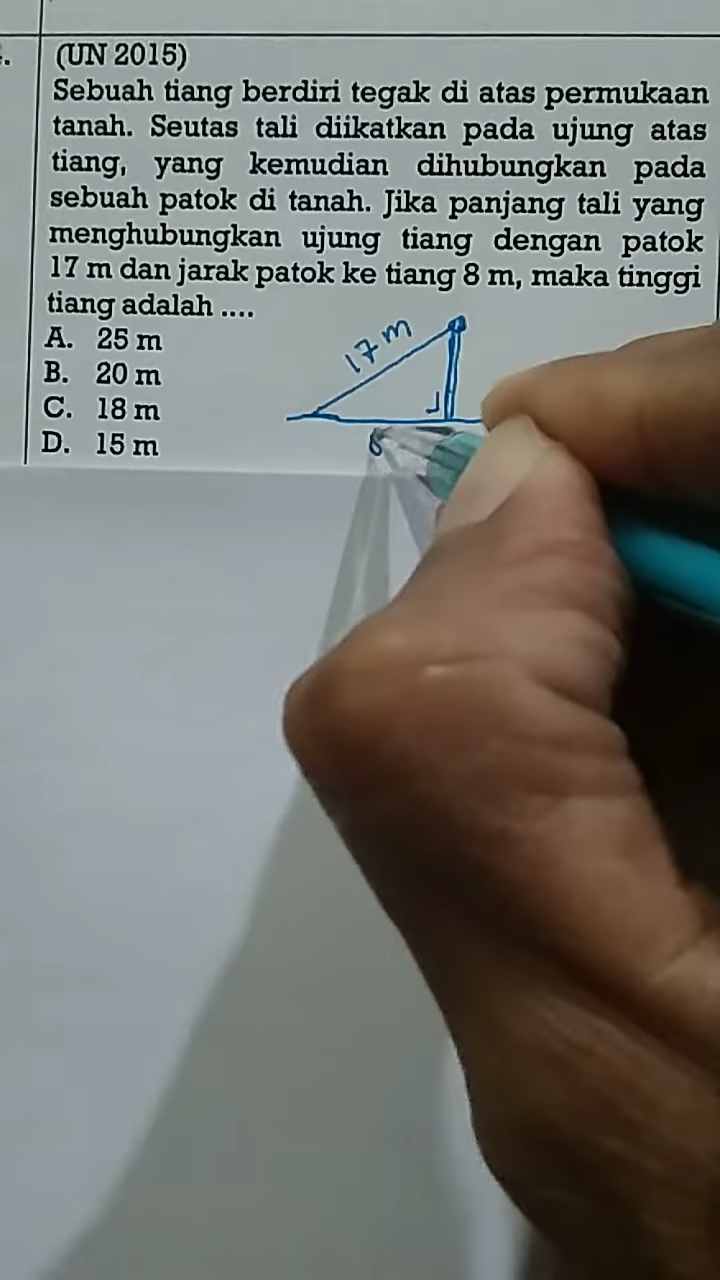 (UN 2015)
Sebuah tiang berdiri tegak di atas permukaan
tanah. Seutas tali diikatkan pada ujung atas
tiang, yang kemudian dihubungkan pada
sebuah patok di tanah. Jika panjang tali yang
menghubungkan ujung tiang dengan patok
17 m dan jarak patok ke tiang 8 m, maka tinggi
tiang adalah ....
A. 25 m
B. 20 m
C. 18 m
D. 15 m
17 m
8